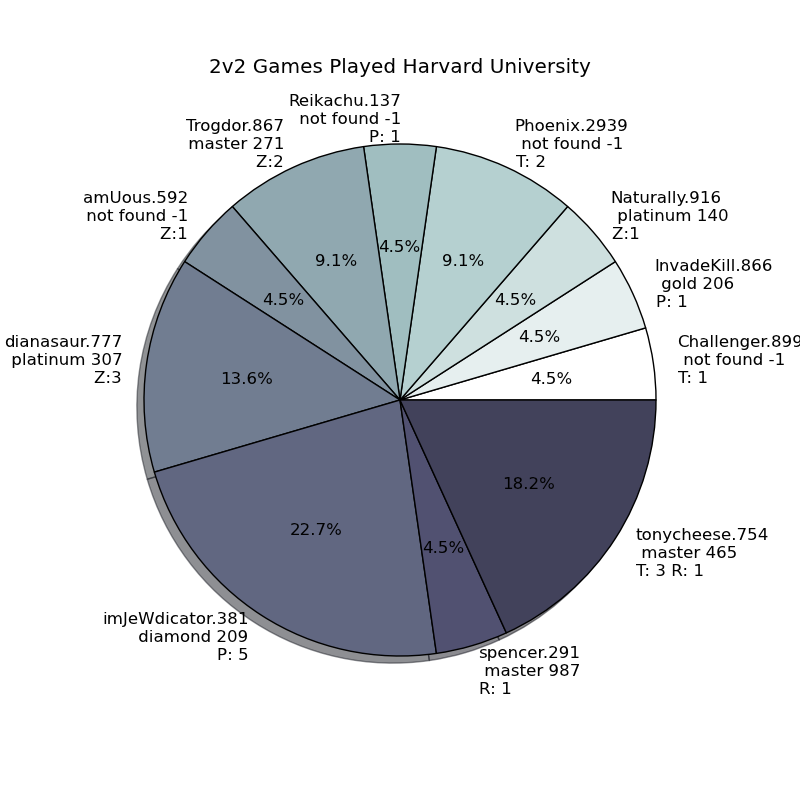 2v2 Games Played Harvard University
Reikachu.137
not found -1
P: 1
Trogdor.867
master 271
Z:2
Phoenix.2939
not found -1
T: 2
amUous.592
not found -1
Z:1
Naturally.916
platinum 140
Z:1
InvadeKill.866
gold 206
P: 1
dianasaur.777
platinum 307
Z:3
Challenger.899
not found -1
T: 1
4.5%
9.1%
9.1%
4.5%
4.5%
4.5%
13.6%
4.5%
18.2%
22.7%
4.5%
tonycheese.754
master 465
T: 3 R: 1
imJeWdicator.381
diamond 209
P: 5
spencer.291
master 987
R: 1